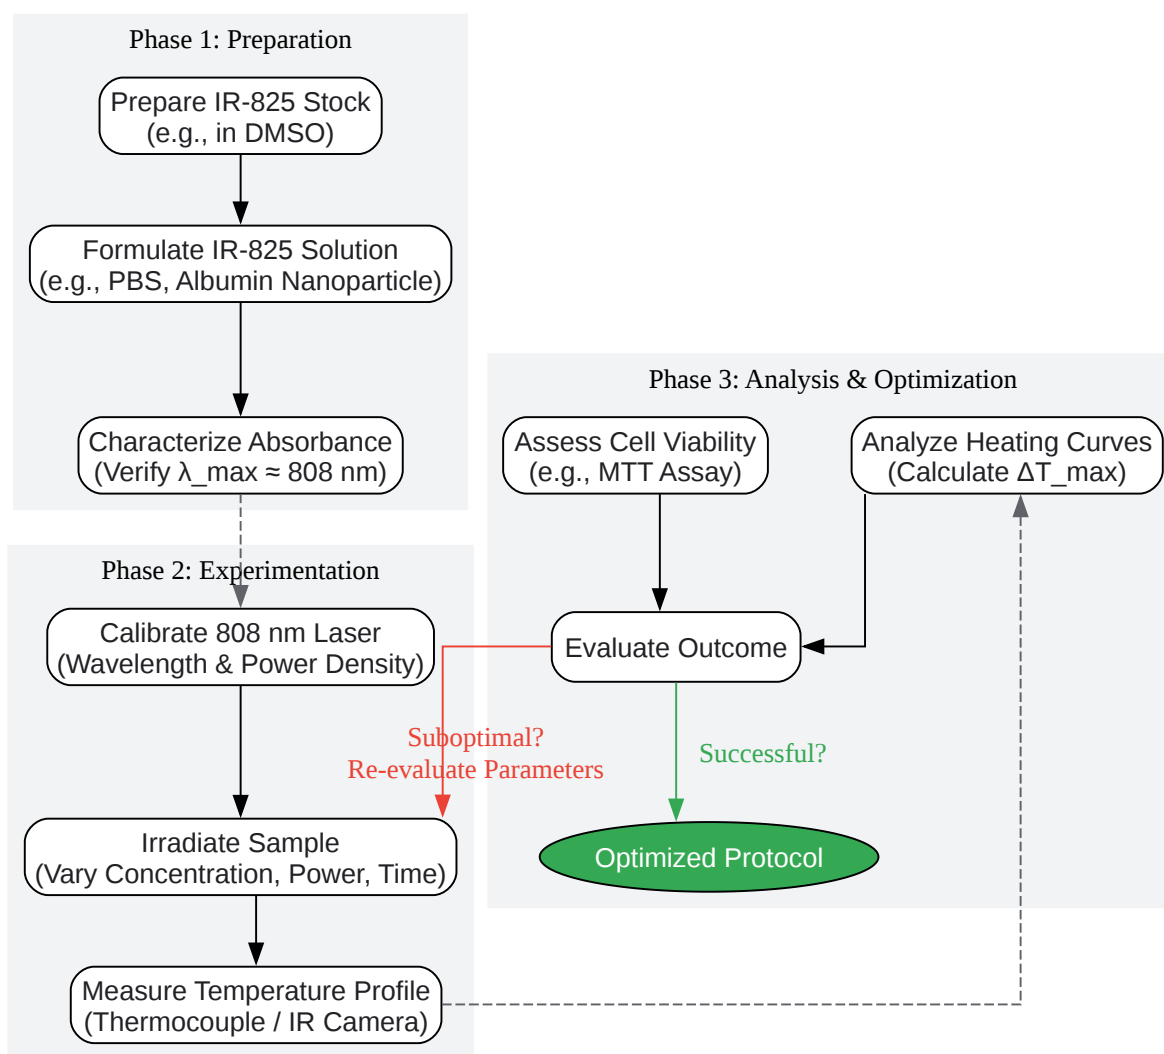 Phase 1: Preparation
Prepare IR-825 Stock
(e.g., in DMSO)
Formulate IR-825 Solution
(e.g., PBS, Albumin Nanoparticle)
Characterize Absorbance
(Verify λ_max ≈ 808 nm)
Phase 2: Experimentation
Calibrate 808 nm Laser
(Wavelength & Power Density)
Irradiate Sample
(Vary Concentration, Power, Time)
Measure Temperature Profile
(Thermocouple / IR Camera)
Phase 3: Analysis & Optimization
Assess Cell Viability
(e.g., MTT Assay)
Analyze Heating Curves
(Calculate ΔT_max)
Evaluate Outcome
Suboptimal?
Re-evaluate Parameters
Successful?
Optimized Protocol